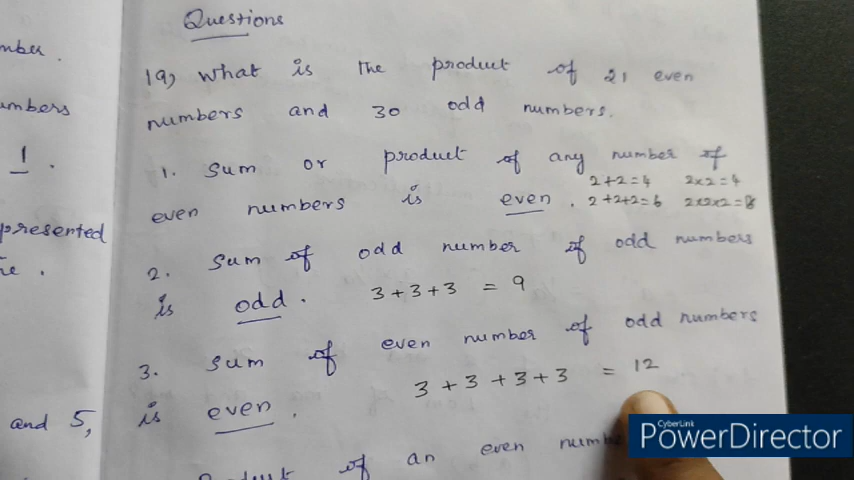 Questions
mber.
19) What is the product of 21 even
umbers
numbers and 30 odd numbers.
1.
1. Sum or product of any number of
2+2=4 2x2=4
even numbers is even. 2+2+2=6 2x2x2=8
presented
2. Sum of odd number of odd numbers
is odd. 3+3+3 = 9
3. Sum of even number of odd numbers
3+3+3+3 = 12
and 5, is even.
CyberLink
PowerDirector
of an even